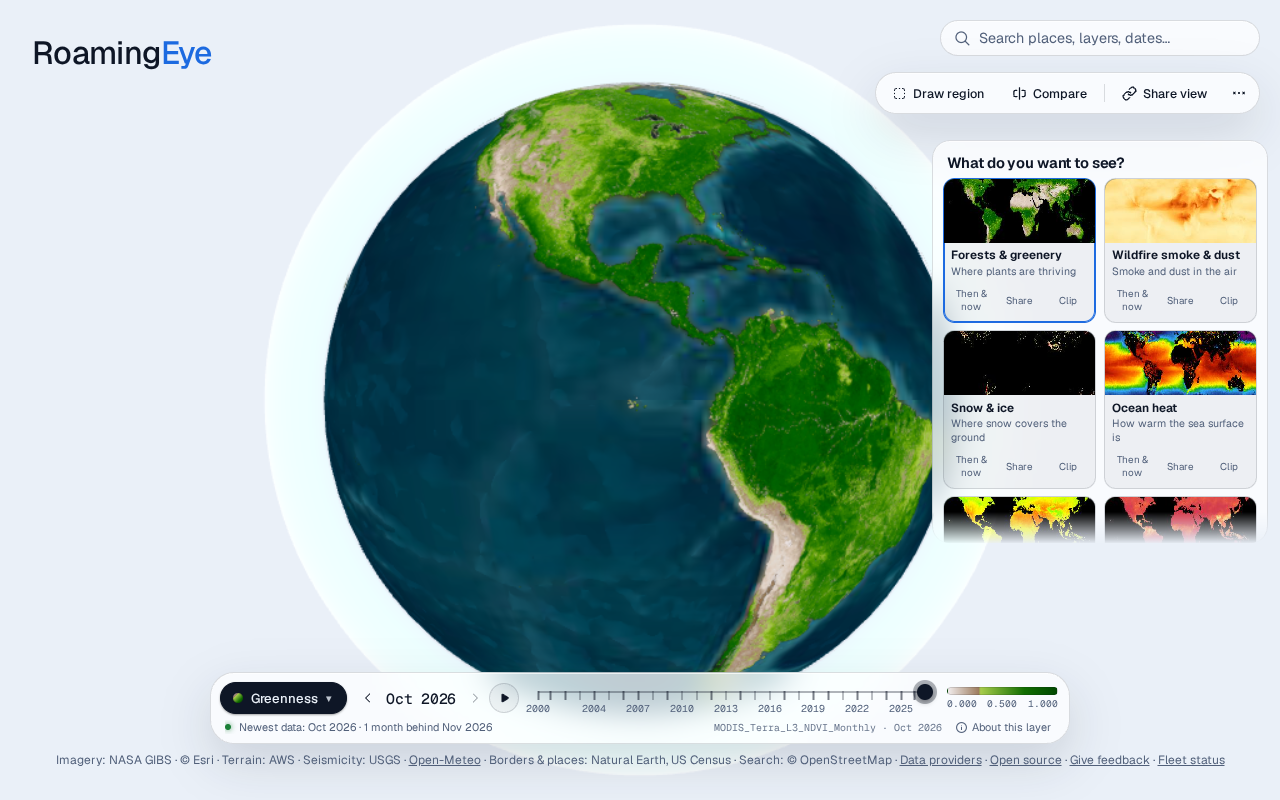 RoamingEye
Search places, layers, dates...
Draw region
Compare
Share view
What do you want to see?
Forests & greenery
Where plants are thriving
Then & now
Share
Clip
Wildfire smoke & dust
Smoke and dust in the air
Then & now
Share
Clip
Snow & ice
Where snow covers the
ground
Then & now
Share
Clip
Ocean heat
How warm the sea surface
is
Then & now
Share
Clip
Greenness
Oct 2026
2000 2004 2007 2010 2013 2016 2019 2022 2025
0.000 0.500 1.000
Newest data: Oct 2026 · 1 month behind Nov 2026
MODIS_Terra_L3_NDVI_Monthly · Oct 2026
About this layer
Imagery: NASA GIBS · © Esri · Terrain: AWS · Seismicity: USGS · Open-Meteo · Borders & places: Natural Earth, US Census · Search: © OpenStreetMap · Data providers · Open source · Give feedback · Fleet status